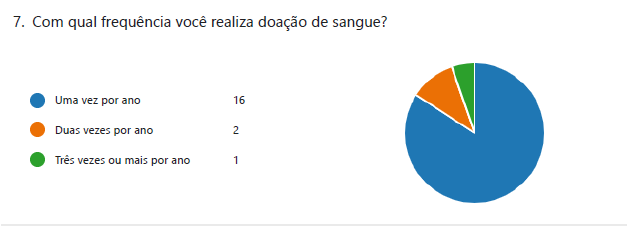 7. Com qual frequência você realiza doação de sangue?
Uma vez por ano 16
Duas vezes por ano 2
Três vezes ou mais por ano 1